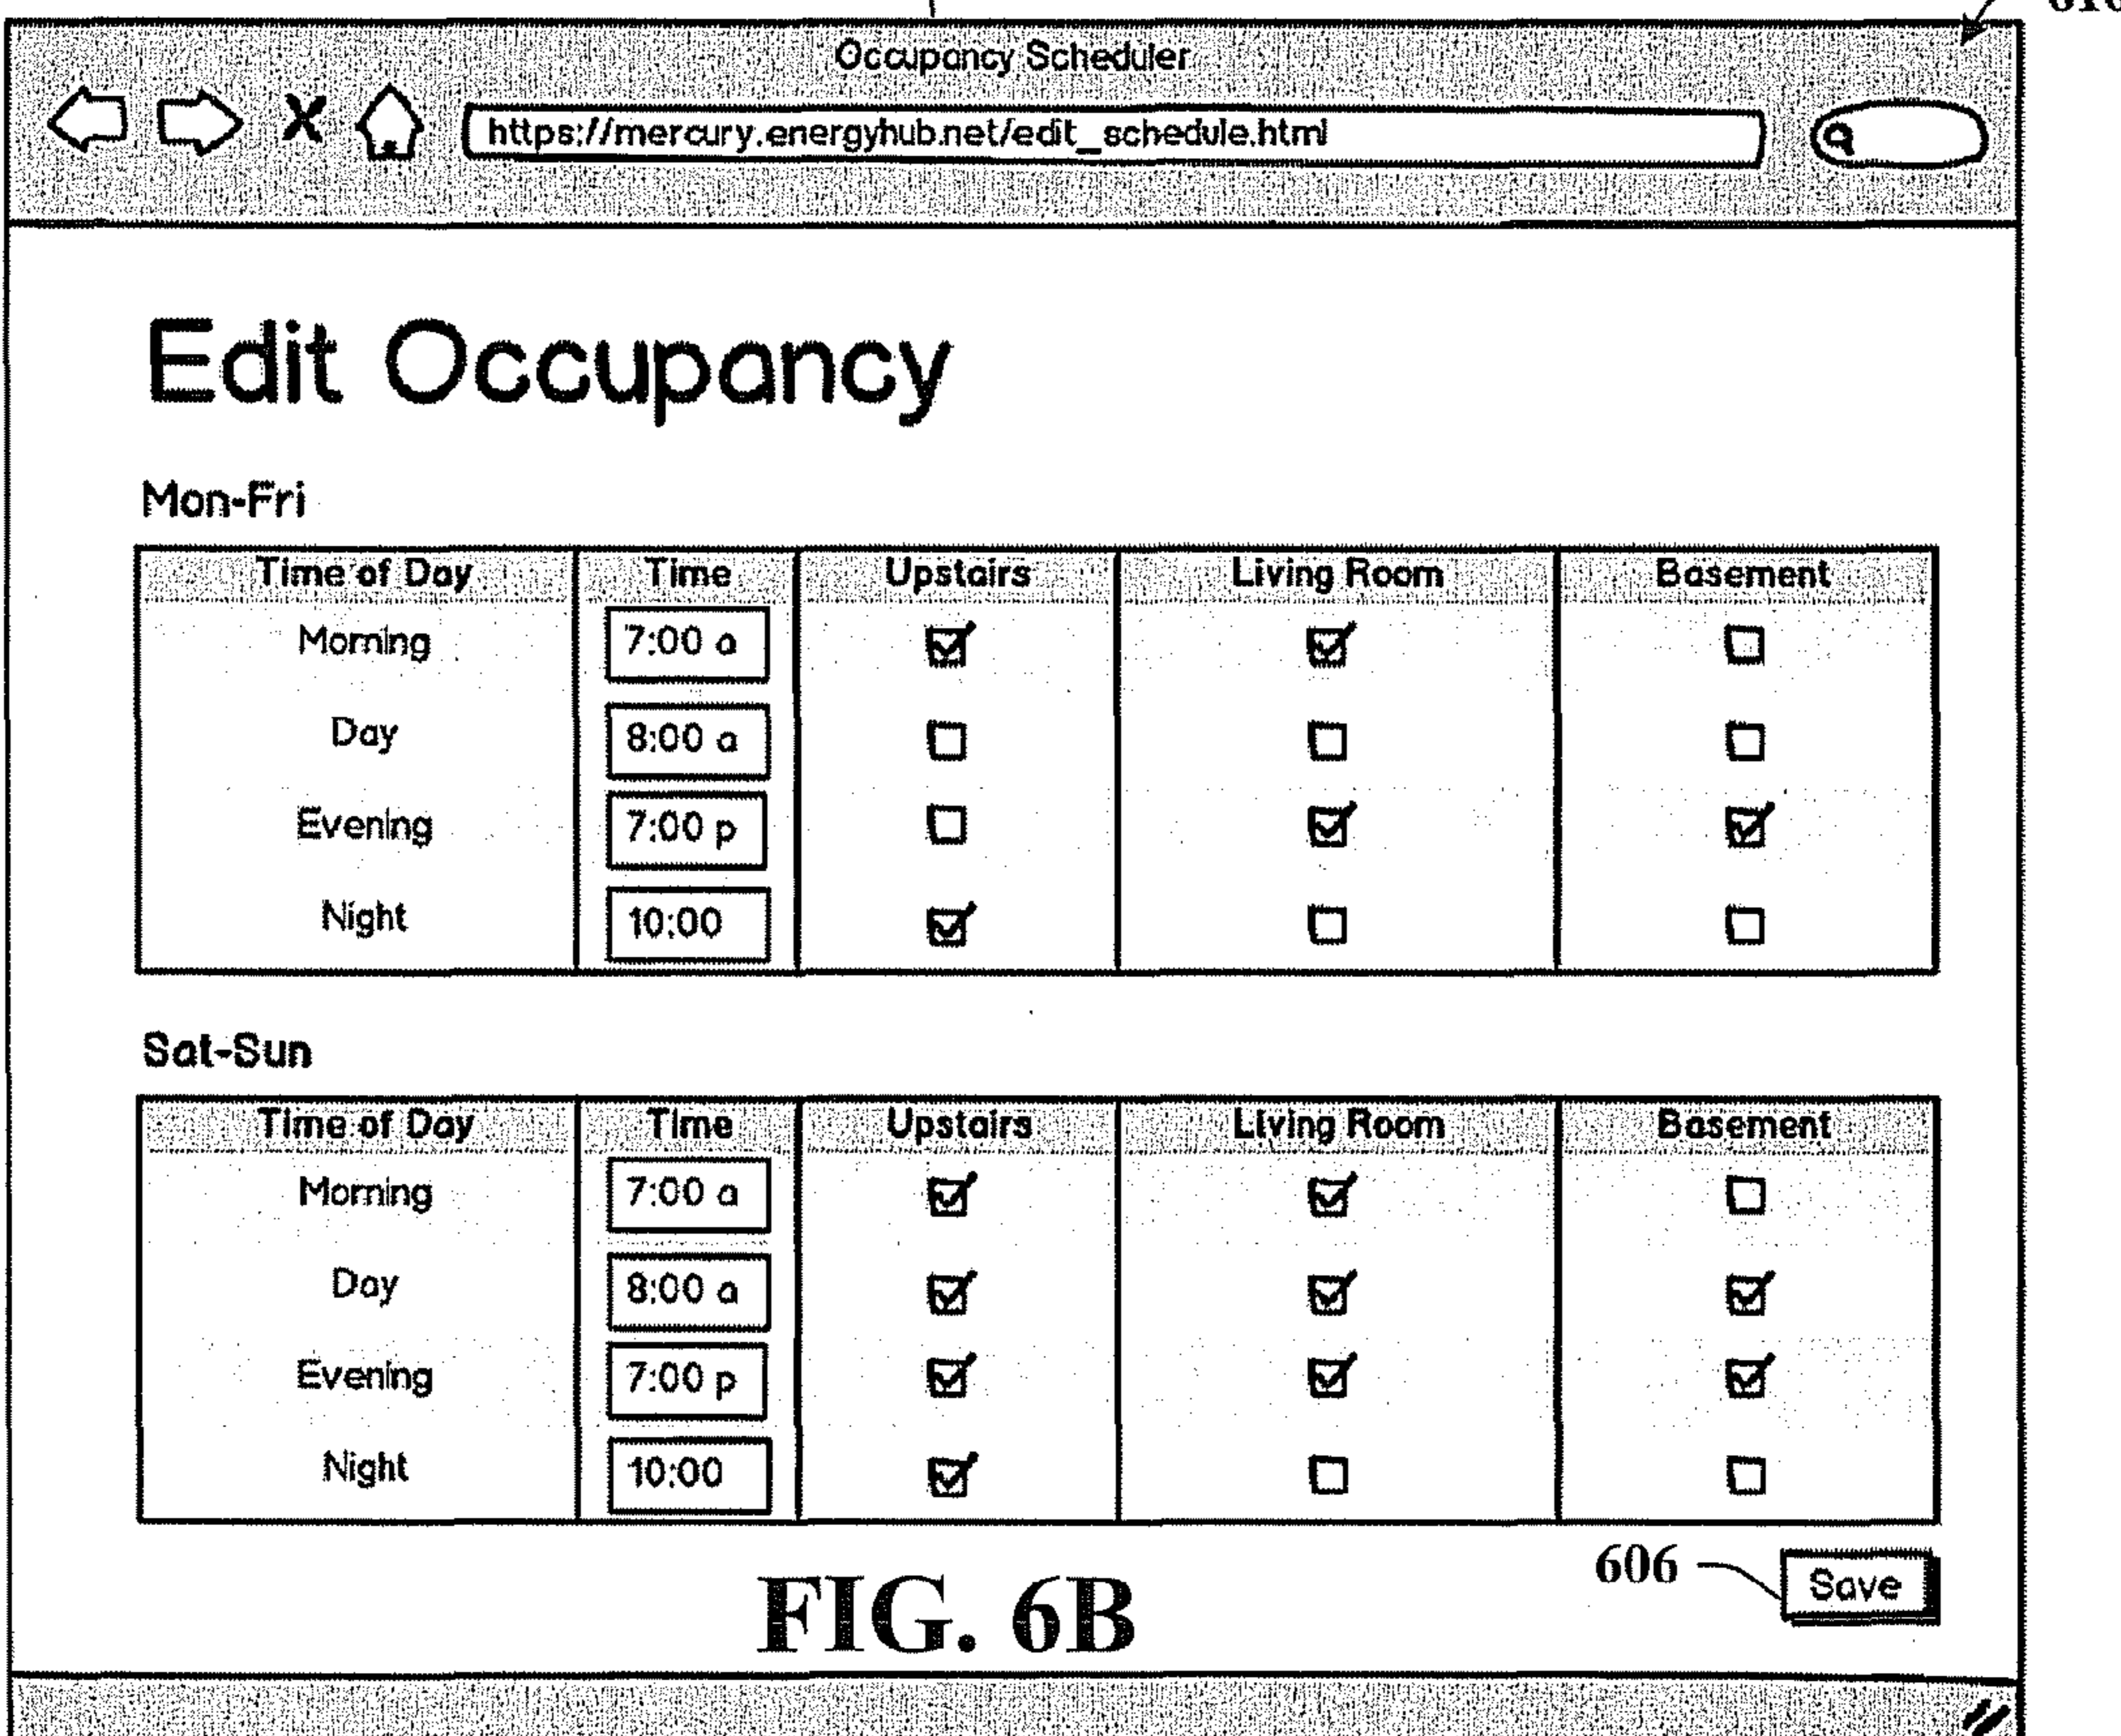 Occupancy Scheduler
https://mercury.energyhub.net/edit_schedule.html
Edit Occupancy
Mon-Fri
Time of Day Time Upstairs Living Room Basement
Morning 7:00 a
Day 8:00 a
Evening 7:00 p
Night 10:00
Sat-Sun
Time of Day Time Upstairs Living Room Basement
Morning 7:00 a
Day 8:00 a
Evening 7:00 p
Night 10:00
606 Save
FIG. 6B